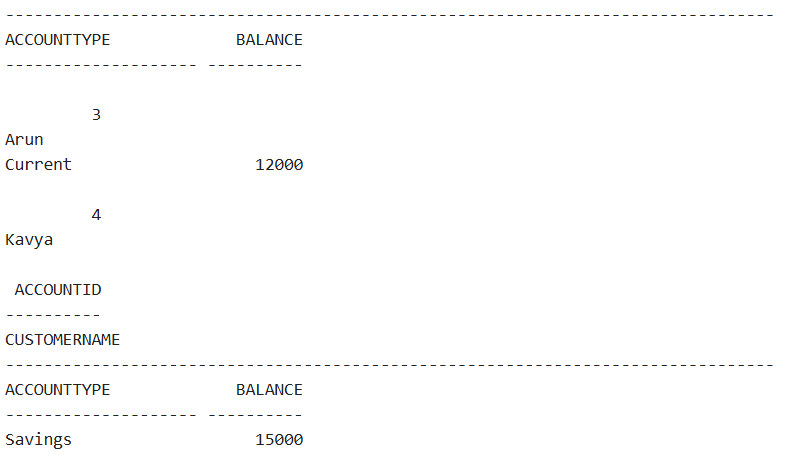 --------------------------------------------------------------------------------
ACCOUNTTYPE             BALANCE
-------------------- ----------
         3
Arun
Current                   12000
         4
Kavya
 ACCOUNTID
----------
CUSTOMERNAME
--------------------------------------------------------------------------------
ACCOUNTTYPE             BALANCE
-------------------- ----------
Savings                   15000